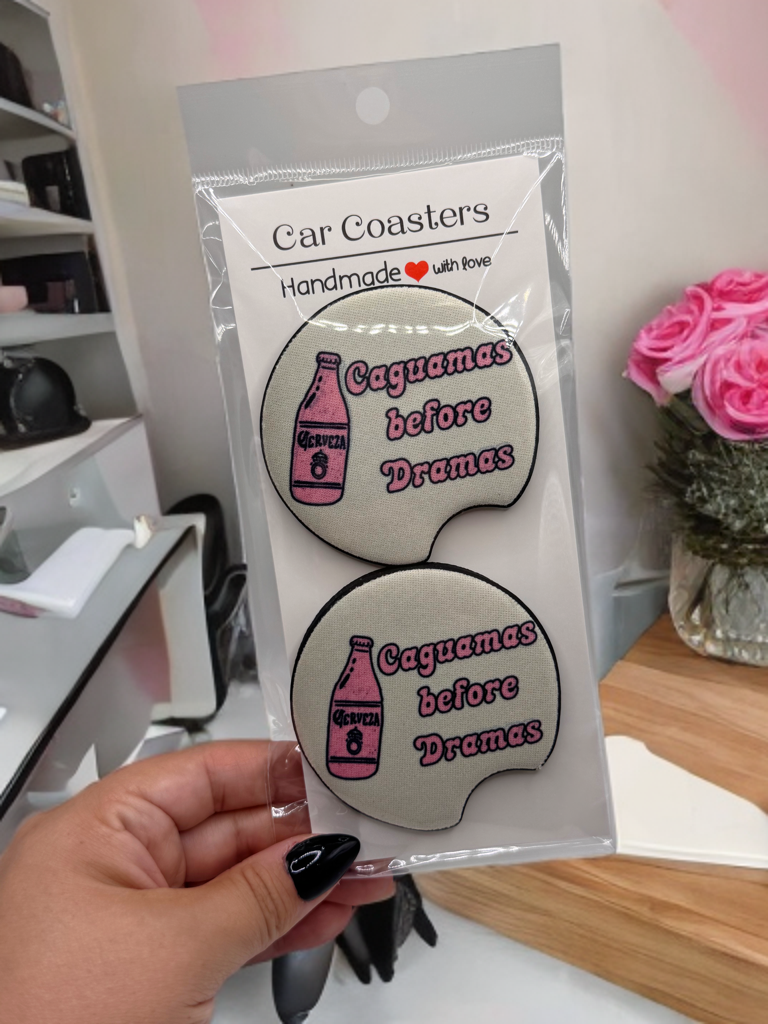 Car Coasters
Handmade ❤ with love
Caguamas
before
Dramas
CERVEZA
Caguamas
before
Dramas
CERVEZA